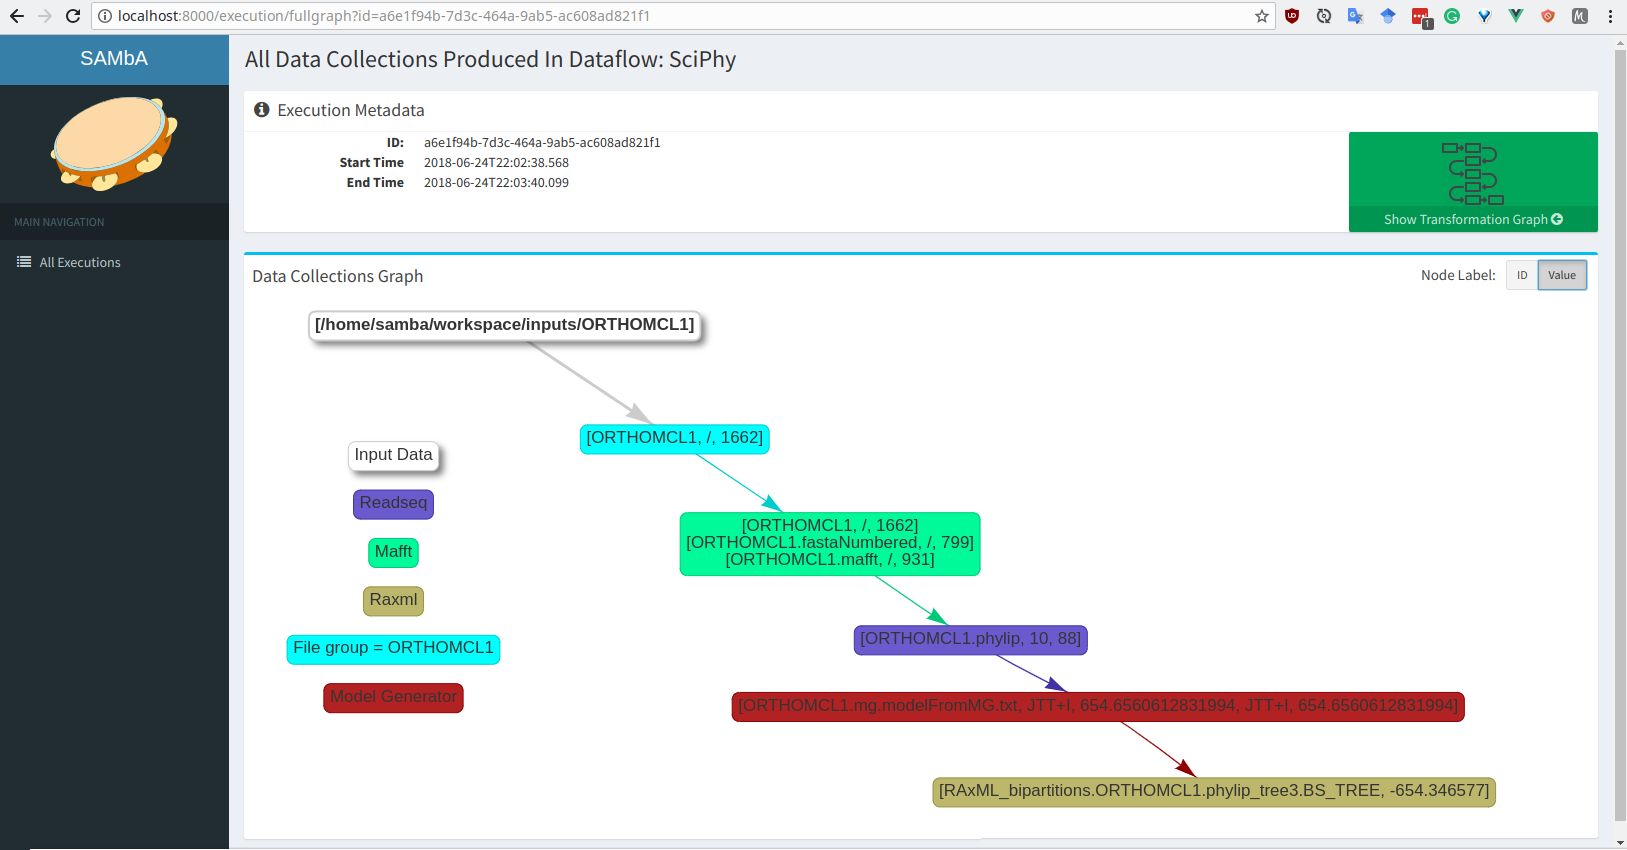 localhost:8000/execution/fullgraph?id=a6e1f94b-7d3c-464a-9ab5-ac608ad821f1
1
SAMbA
All Data Collections Produced In Dataflow: SciPhy
Execution Metadata
ID: a6e1f94b-7d3c-464a-9ab5-ac608ad821f1
Start Time 2018-06-24T22:02:38.568
End Time 2018-06-24T22:03:40.099
Show Transformation Graph
MAIN NAVIGATION
All Executions
Data Collections Graph
Node Label: ID Value
[/home/samba/workspace/inputs/ORTHOMCL1]
[ORTHOMCL1, /, 1662]
[ORTHOMCL1, /, 1662]
[ORTHOMCL1.fastaNumbered, /, 799]
[ORTHOMCL1.mafft, /, 931]
[ORTHOMCL1.phylip, 10, 88]
[ORTHOMCL1.mg.modelFromMG.txt, JTT+I, 654.6560612831994, JTT+I, 654.6560612831994]
[RAxML_bipartitions.ORTHOMCL1.phylip_tree3.BS_TREE, -654.346577]
Input Data
Readseq
Mafft
Raxml
File group = ORTHOMCL1
Model Generator